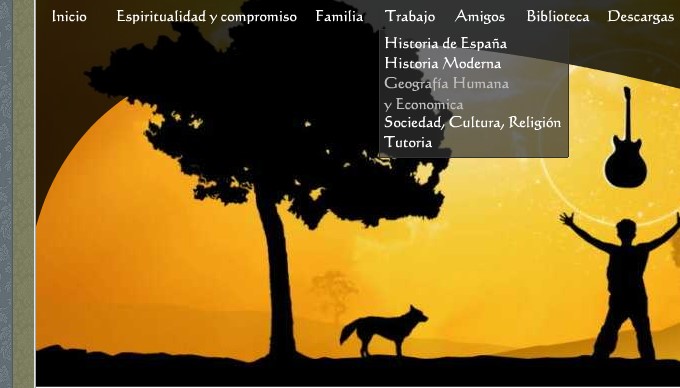 Inicio Espiritualidad y compromiso Familia Trabajo Amigos Biblioteca Descargas
Historia de España
Historia Moderna
Geografía Humana
y Economica
Sociedad, Cultura, Religión
Tutoria